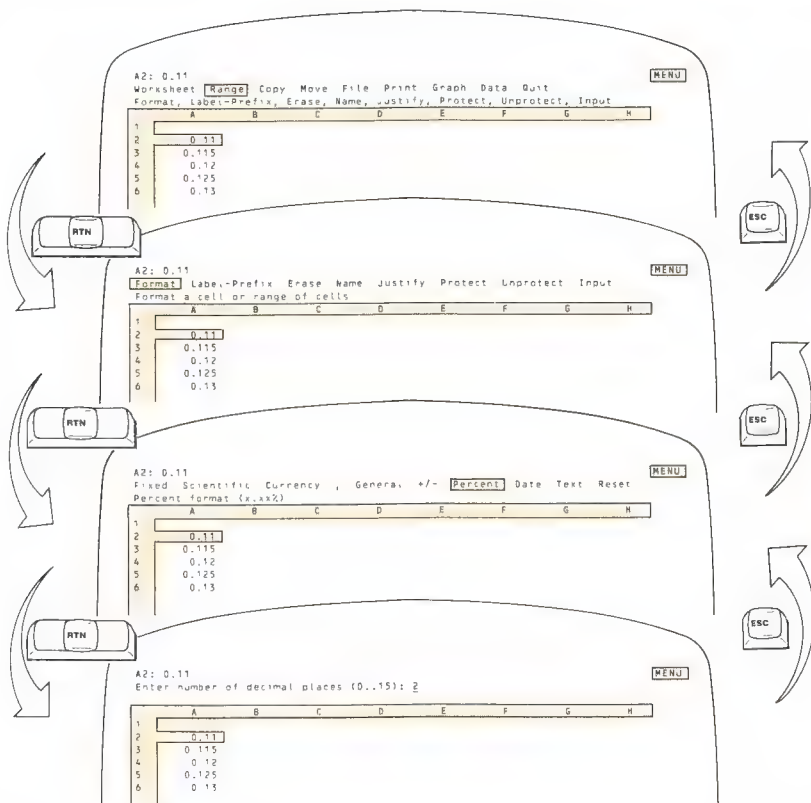 A2: 0.11 MENU
Worksheet Range Copy Move File Print Graph Data Quit
Format, Label-Prefix, Erase, Name, Justify, Protect, Unprotect, Input
A B C D E F G H
1
2 0.11
3 0.115
4 0.12
5 0.125
6 0.13
RTN
ESC
A2: 0.11 MENU
Format Label-Prefix Erase Name Justify Protect Unprotect Input
Format a cell or range of cells
A B C D E F G H
1
2 0.11
3 0.115
4 0.12
5 0.125
6 0.13
RTN
ESC
A2: 0.11 MENU
Fixed Scientific Currency , General +/- Percent Date Text Reset
Percent format (x.xx%)
A B C D E F G H
1
2 0.11
3 0.115
4 0.12
5 0.125
6 0.13
RTN
ESC
A2: 0.11 MENU
Enter number of decimal places (0..15): 2
A B C D E F G H
1
2 0.11
3 0.115
4 0.12
5 0.125
6 0.13